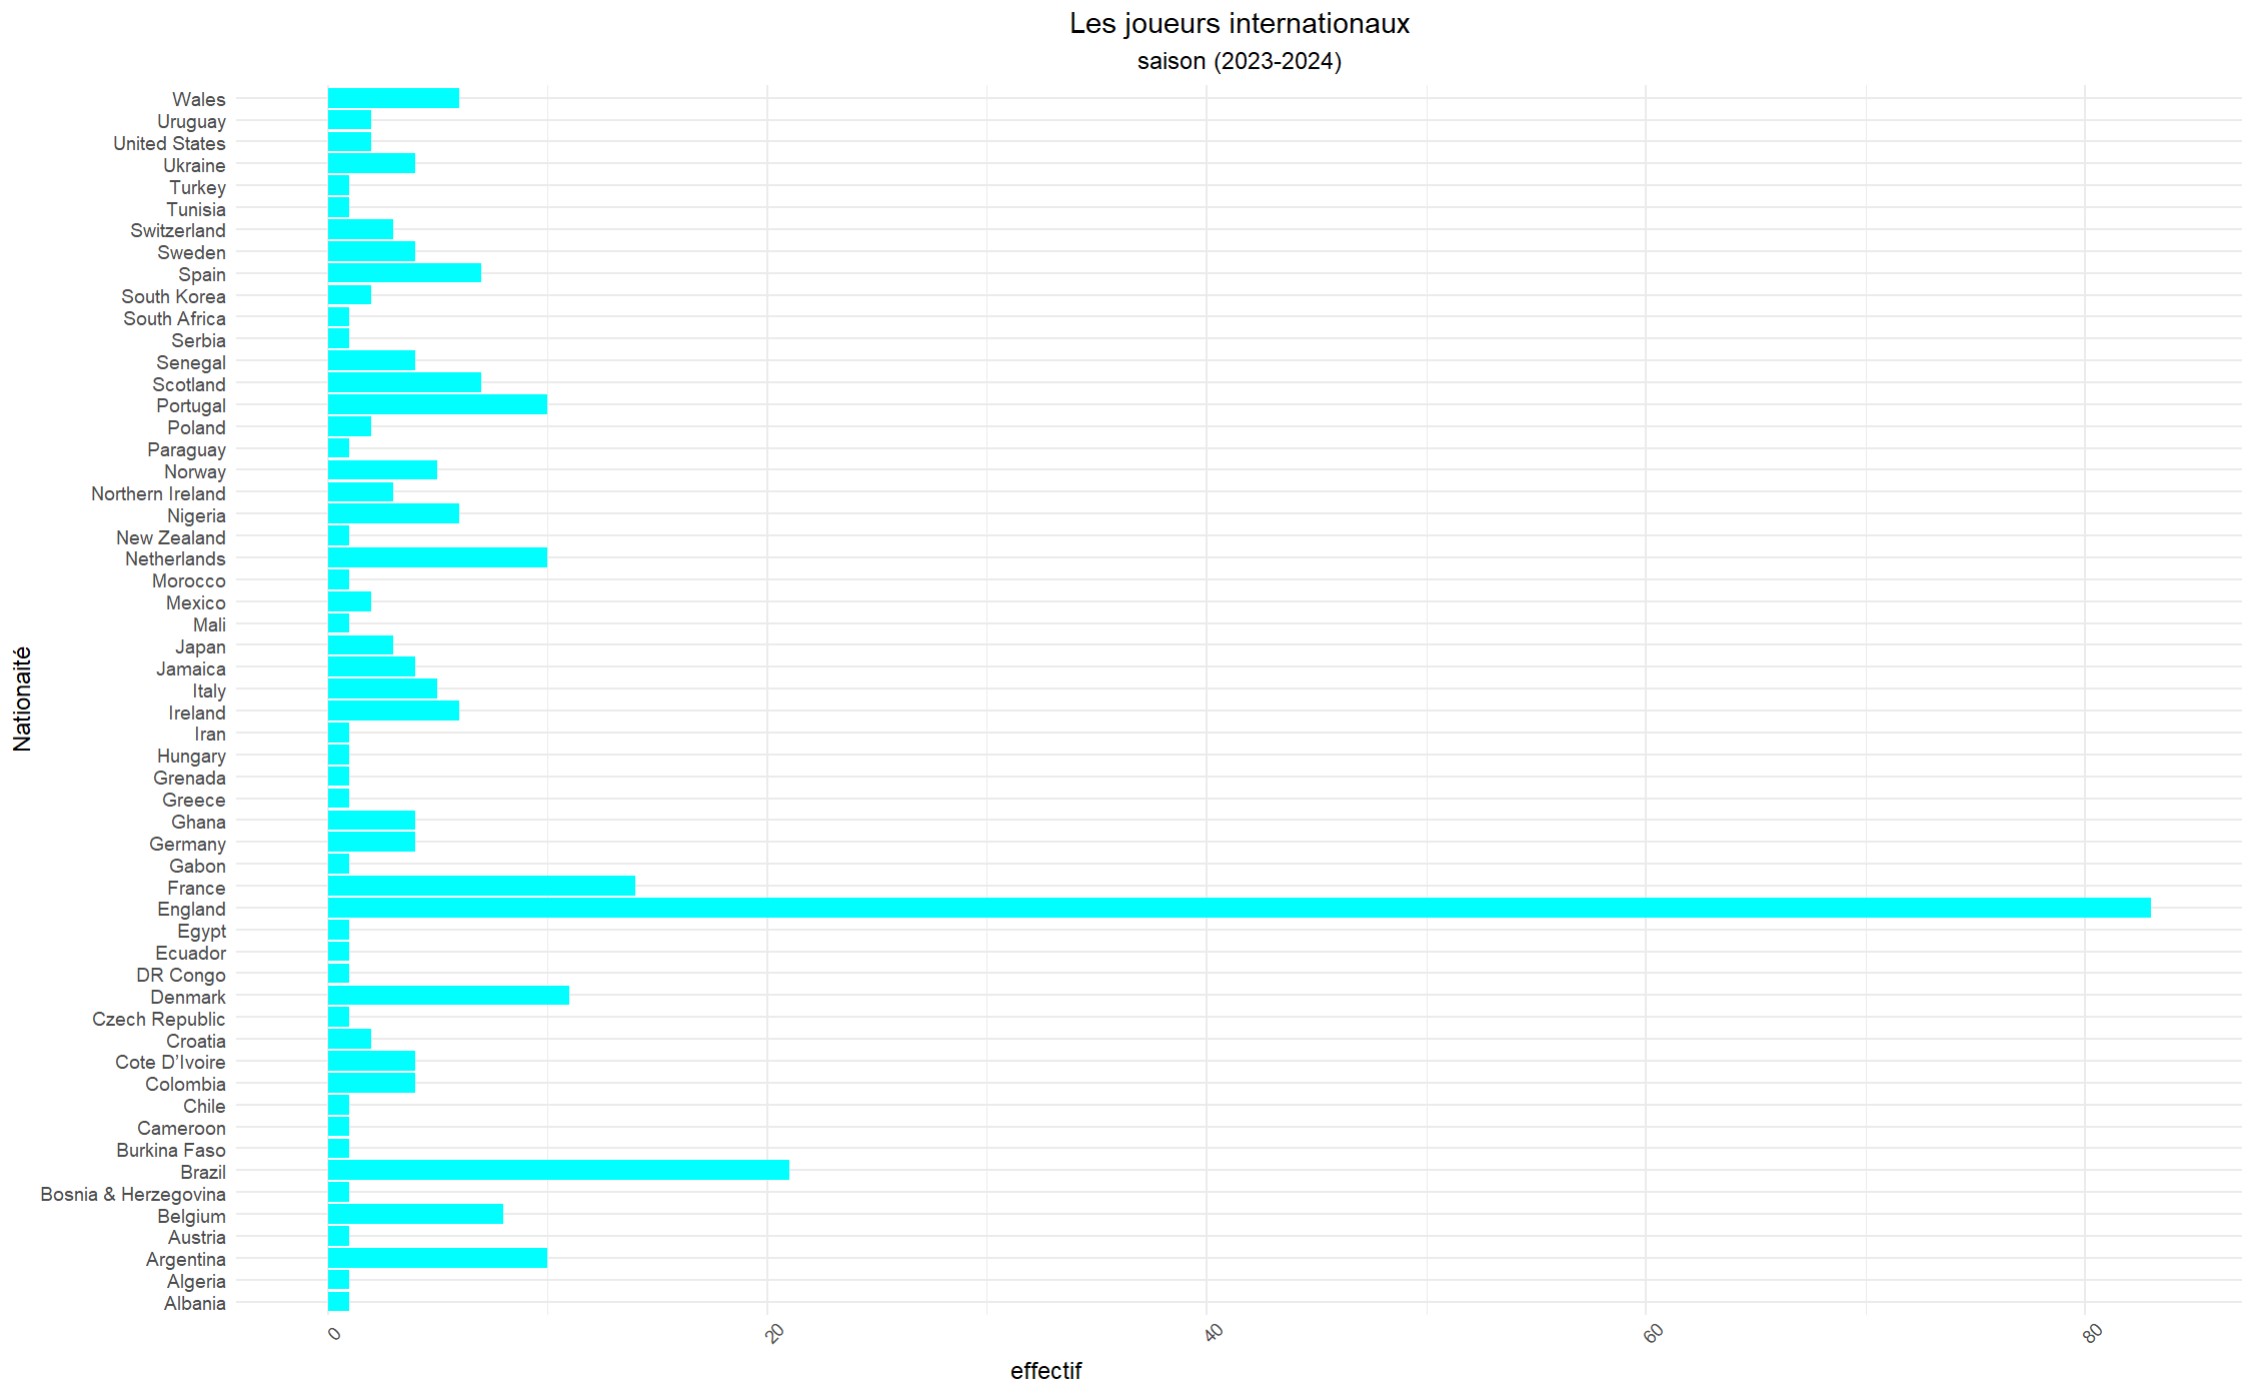 Les joueurs internationaux
saison (2023-2024)
Wales
Uruguay
United States
Ukraine
Turkey
Tunisia
Switzerland
Sweden
Spain
South Korea
South Africa
Serbia
Senegal
Scotland
Portugal
Poland
Paraguay
Norway
Northern Ireland
Nigeria
New Zealand
Netherlands
Morocco
Mexico
Mali
Japan
Jamaica
Italy
Ireland
Iran
Hungary
Grenada
Greece
Ghana
Germany
Gabon
France
England
Egypt
Ecuador
DR Congo
Denmark
Czech Republic
Croatia
Cote D’Ivoire
Colombia
Chile
Cameroon
Burkina Faso
Brazil
Bosnia & Herzegovina
Belgium
Austria
Argentina
Algeria
Albania
Nationaité
0 20 40 60 80
effectif